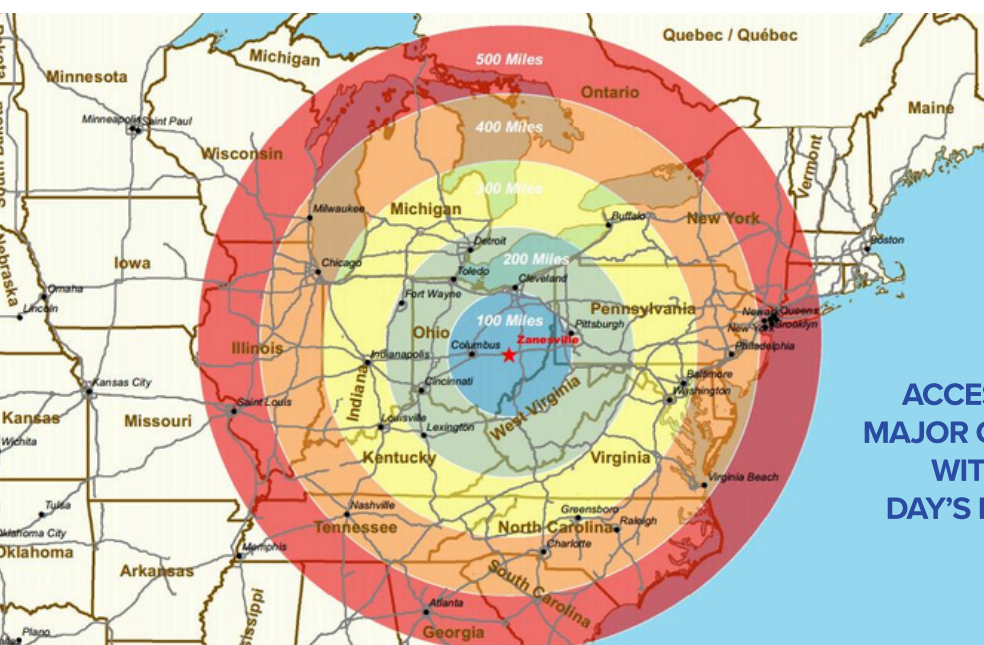 500 Miles
Quebec / Québec
Michigan
Minnesota
Ontario
Maine
Minneapolis
Saint Paul
400 Miles
Wisconsin
Vermont
300 Miles
Milwaukee
Michigan
Buffalo
New York
Nebraska
Detroit
Boston
Iowa
Chicago
Toledo
200 Miles
Cleveland
Omaha
Lincoln
Fort Wayne
Pennsylvania
Newark
Queens
100 Miles
Ohio
Pittsburgh
New York
Brooklyn
Illinois
Columbus
Zanesville
Philadelphia
Indianapolis
Indiana
Cincinnati
Baltimore
Washington
Kansas City
Saint Louis
West Virginia
ACCES
Kansas
Missouri
Louisville
Lexington
MAJOR
Wichita
Kentucky
Virginia
WIT
Virginia Beach
DAY'S
Tulsa
Nashville
Greensboro
Oklahoma City
Tennessee
North Carolina
Raleigh
Oklahoma
Memphis
Charlotte
Arkansas
South Carolina
Atlanta
Georgia
Plano